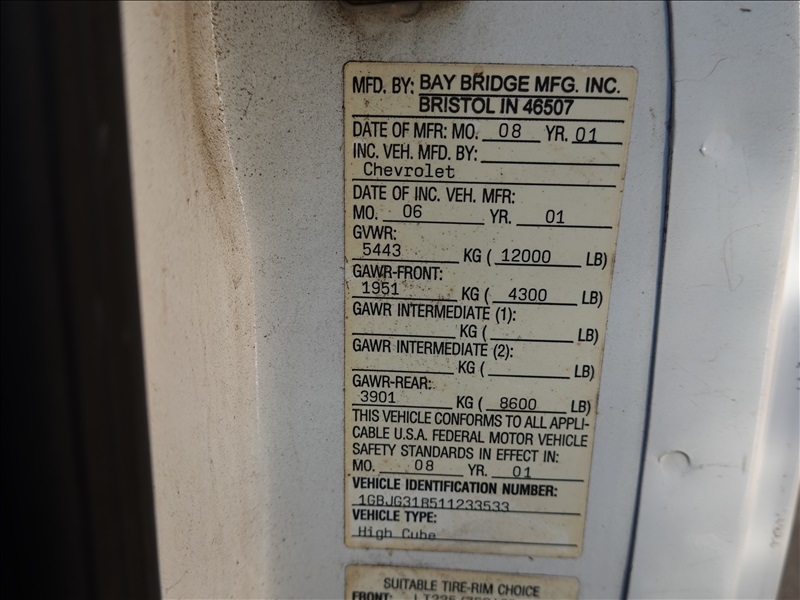 MFD. BY: BAY BRIDGE MFG. INC.
BRISTOL IN 46507
DATE OF MFR: MO. 08 YR. 01
INC. VEH. MFD. BY:
Chevrolet
DATE OF INC. VEH. MFR:
MO. 06 YR. 01
GVWR:
5443 KG ( 12000 LB)
GAWR-FRONT:
1951 KG ( 4300 LB)
GAWR INTERMEDIATE (1):
KG ( LB)
GAWR INTERMEDIATE (2):
KG ( LB)
GAWR-REAR:
3901 KG ( 8600 LB)
THIS VEHICLE CONFORMS TO ALL APPLI-
CABLE U.S.A. FEDERAL MOTOR VEHICLE
SAFETY STANDARDS IN EFFECT IN:
MO. 08 YR. 01
VEHICLE IDENTIFICATION NUMBER:
1GBJG31R511233533
VEHICLE TYPE:
High Cube
SUITABLE TIRE-RIM CHOICE
FRONT: